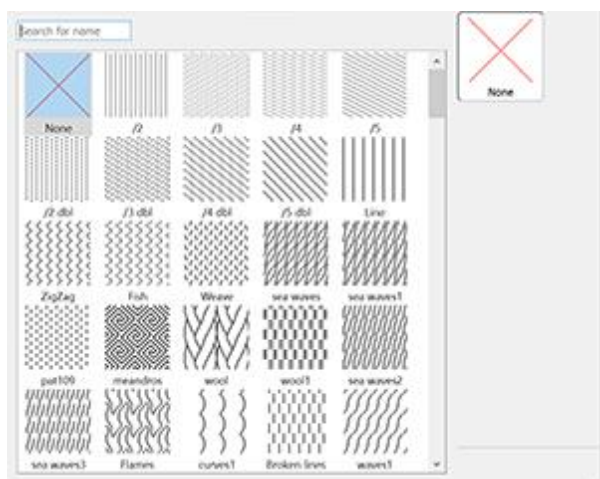 Search for name
None
None /2 /3 /4 /5
/2 dbl /3 dbl /4 dbl /5 dbl Line
ZigZag Fish Weave sea waves sea waves1
pat109 meandros wool wool1 sea waves2
sea waves3 Flames curves1 Broken lines waves1